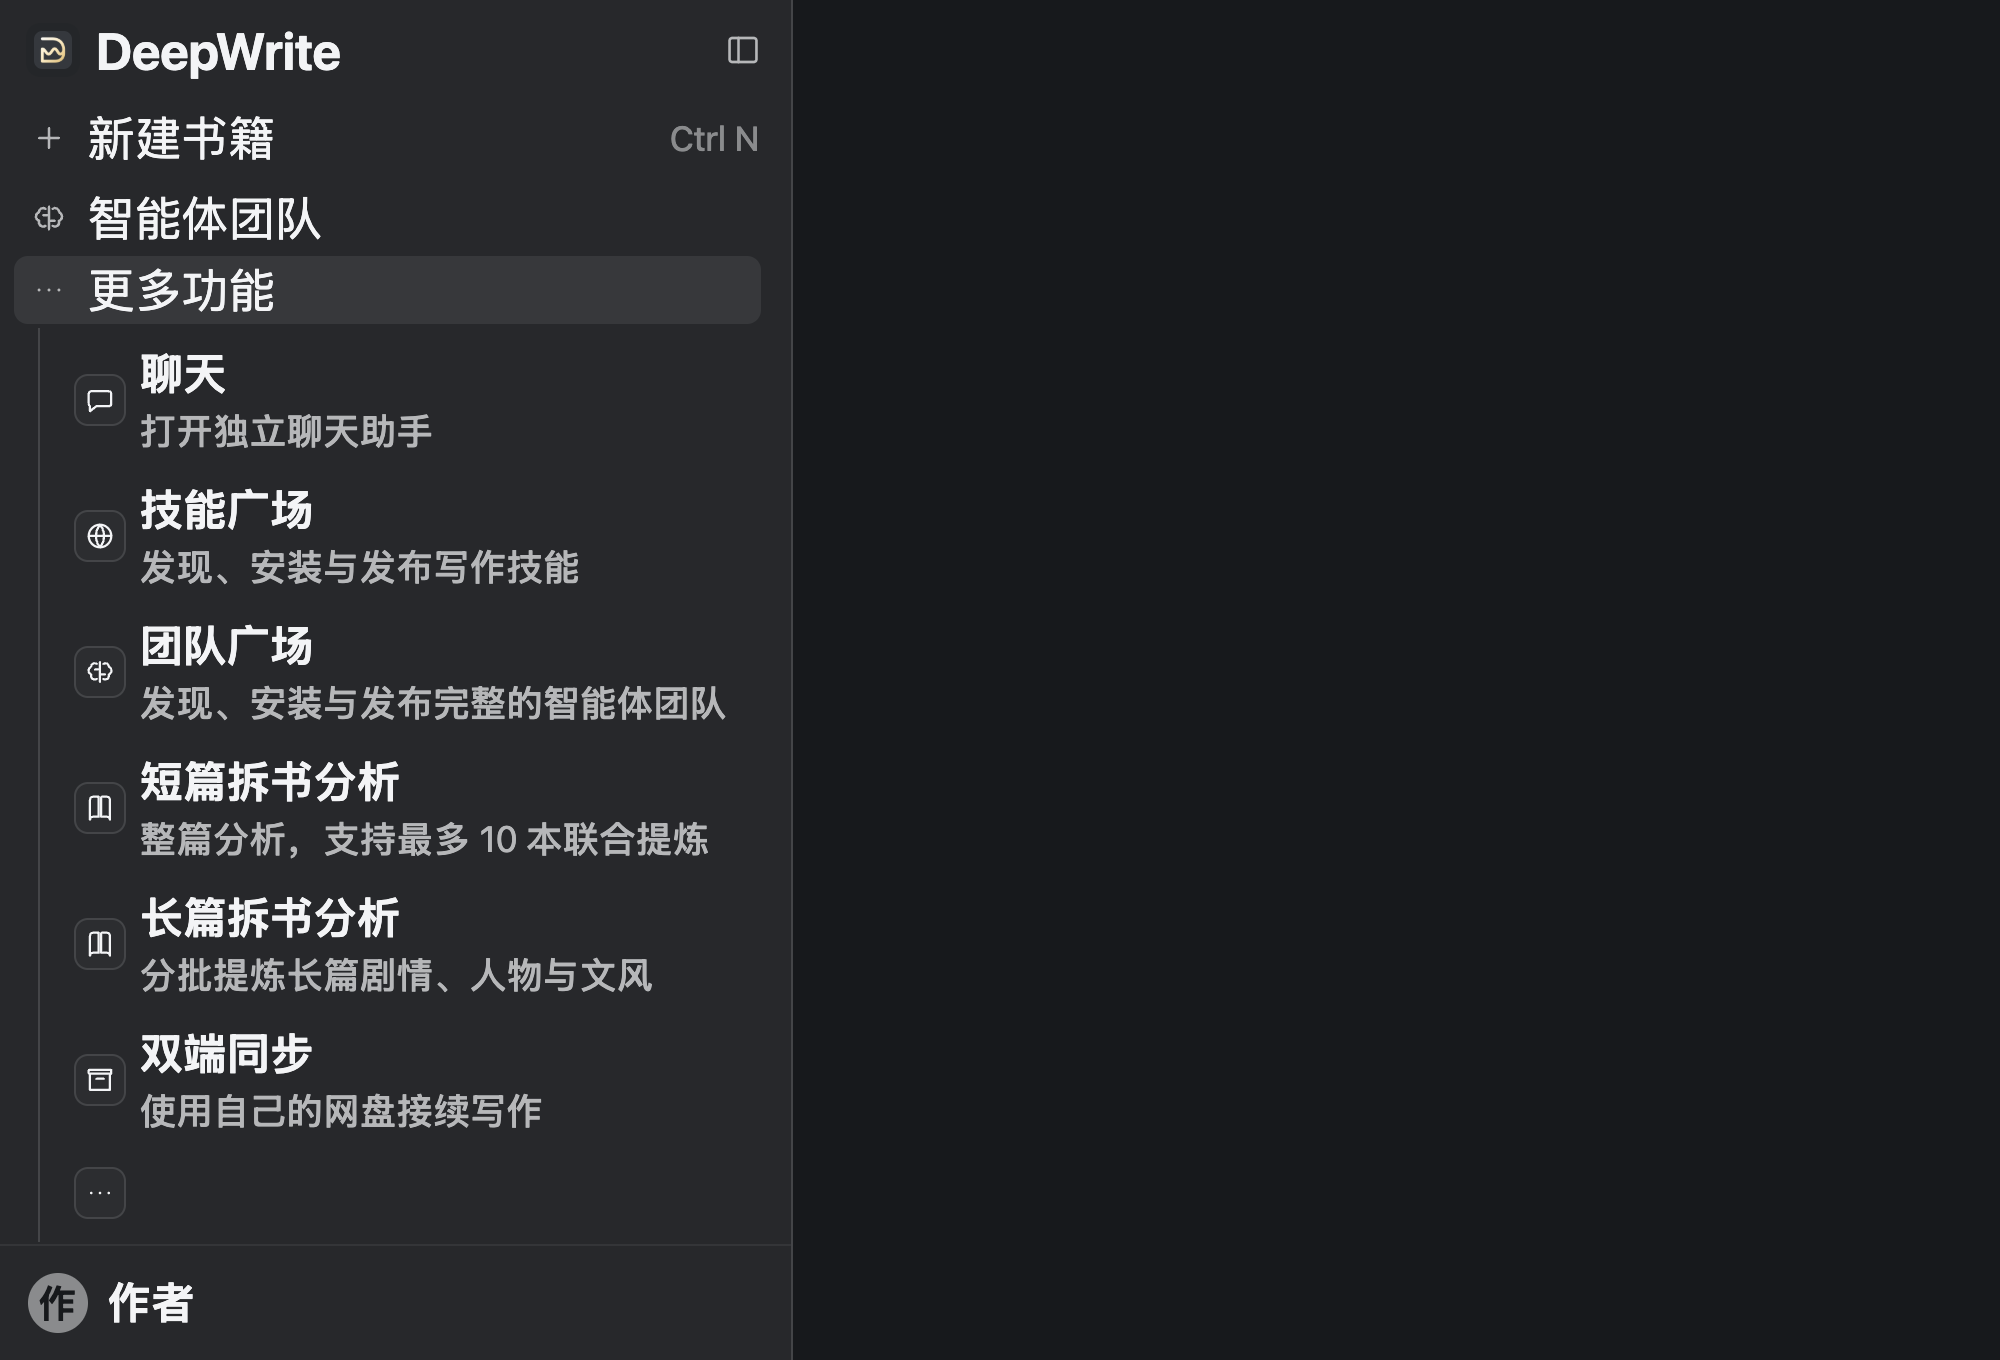 DeepWrite
新建书籍 Ctrl N
智能体团队
更多功能
聊天
打开独立聊天助手
技能广场
发现、安装与发布写作技能
团队广场
发现、安装与发布完整的智能体团队
短篇拆书分析
整篇分析，支持最多 10 本联合提炼
长篇拆书分析
分批提炼长篇剧情、人物与文风
双端同步
使用自己的网盘接续写作
作 作者